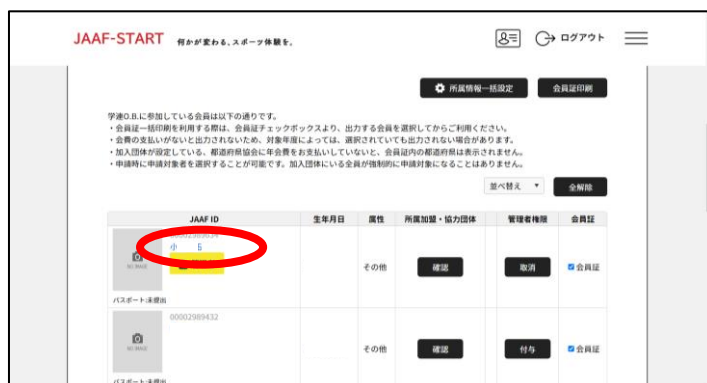 JAAF-START 何かが変わる、スポーツ体験を。 ログアウト
所属情報一括設定 会員証印刷
学連O.B.に参加している会員は以下の通りです。
・会員証一括印刷を利用する際は、会員証チェックボックスより、出力する会員を選択してからご利用ください。
・会費の支払いがないと出力されないため、対象年度によっては、選択されていても出力されない場合があります。
・加入団体が設定している、都道府県協会に年会費をお支払いしていないと、会員証内の都道府県は表示されません。
・申請時に申請対象者を選択することが可能です。加入団体にいる全員が強制的に申請対象になることはありません。
並べ替え 全解除
JAAF ID 生年月日 属性 所属加盟・協力団体 管理者権限 会員証
小
NO IMAGE その他 確認 取消 会員証
パスポート:未提出
00002989432
NO IMAGE その他 確認 付与 会員証
パスポート:未提出